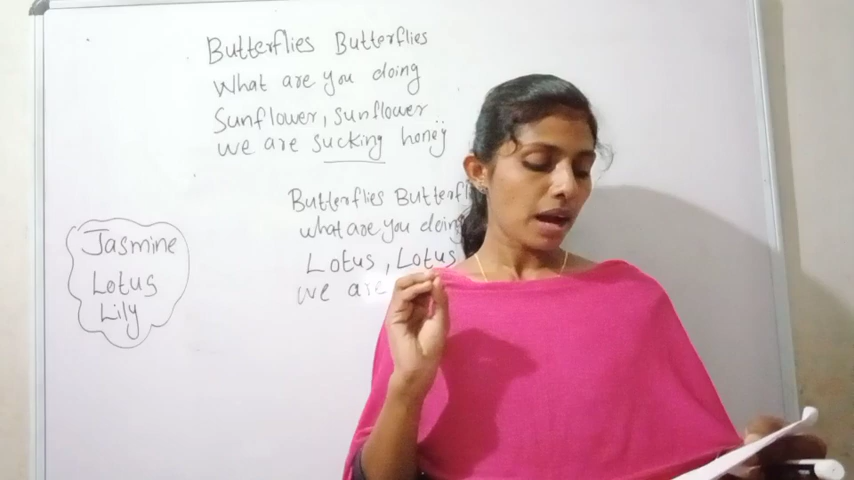 Butterflies Butterflies
What are you doing
Sunflower, sunflower
we are sucking honey
Butterflies Butterfl
what are you doing
Lotus, Lotus
we are
Jasmine
Lotus
Lily